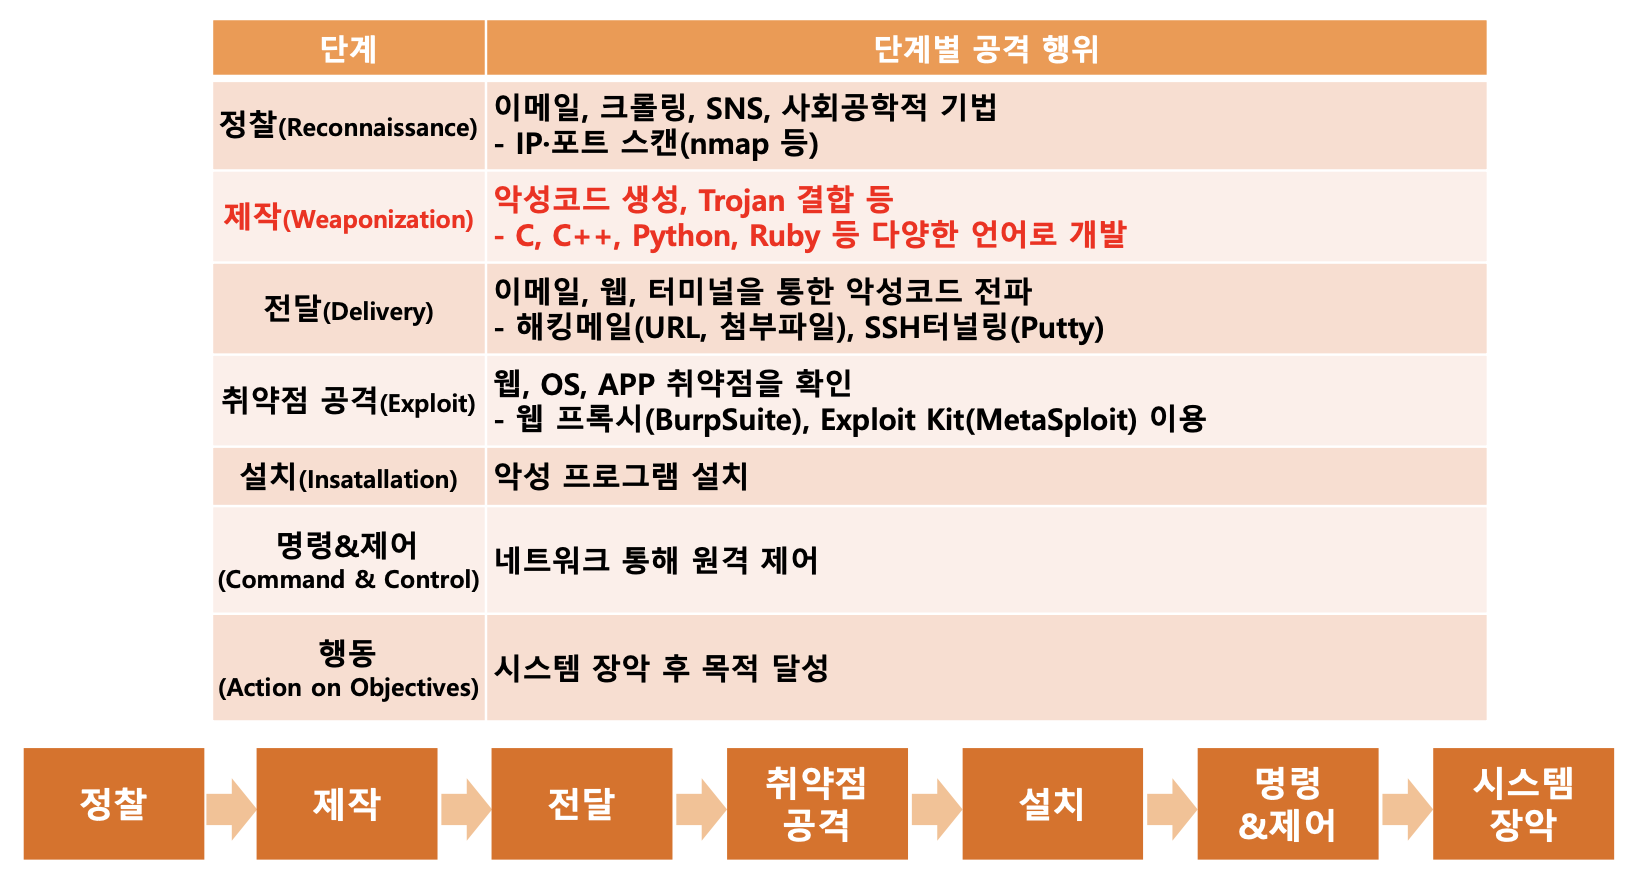 단계
단계별 공격 행위
정찰(Reconnaissance)
이메일, 크롤링, SNS, 사회공학적 기법
- IP·포트 스캔(nmap 등)
제작(Weaponization)
악성코드 생성, Trojan 결합 등
- C, C++, Python, Ruby 등 다양한 언어로 개발
전달(Delivery)
이메일, 웹, 터미널을 통한 악성코드 전파
- 해킹메일(URL, 첨부파일), SSH터널링(Putty)
취약점 공격(Exploit)
웹, OS, APP 취약점을 확인
- 웹 프록시(BurpSuite), Exploit Kit(MetaSploit) 이용
설치(Insatallation)
악성 프로그램 설치
명령&제어
(Command & Control)
네트워크 통해 원격 제어
행동
(Action on Objectives)
시스템 장악 후 목적 달성
정찰
제작
전달
취약점
공격
설치
명령
&제어
시스템
장악